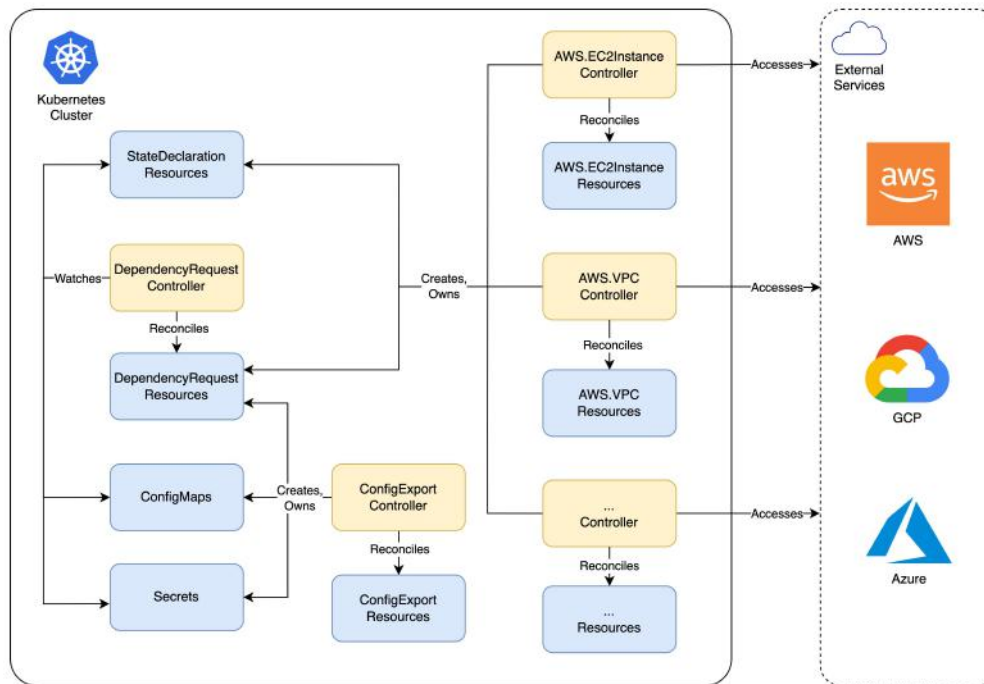 Kubernetes
Cluster
StateDeclaration
Resources
Watches
DependencyRequest
Controller
Reconciles
DependencyRequest
Resources
ConfigMaps
Secrets
Creates,
Owns
ConfigExport
Controller
Reconciles
ConfigExport
Resources
Creates,
Owns
AWS.EC2Instance
Controller
Reconciles
AWS.EC2Instance
Resources
AWS.VPC
Controller
Reconciles
AWS.VPC
Resources
...
Controller
Reconciles
...
Resources
Accesses
Accesses
Accesses
External
Services
aws
AWS
GCP
Azure